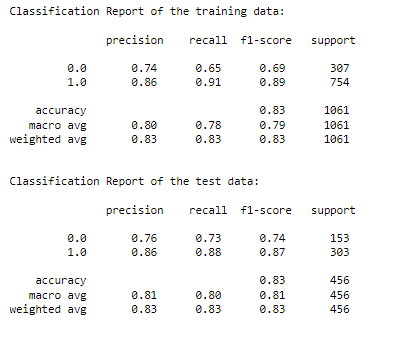 Classification Report of the training data:
precision recall f1-score support
0.0 0.74 0.65 0.69 307
1.0 0.86 0.91 0.89 754
accuracy 0.83 1061
macro avg 0.80 0.78 0.79 1061
weighted avg 0.83 0.83 0.83 1061
Classification Report of the test data:
precision recall f1-score support
0.0 0.76 0.73 0.74 153
1.0 0.86 0.88 0.87 303
accuracy 0.83 456
macro avg 0.81 0.80 0.81 456
weighted avg 0.83 0.83 0.83 456